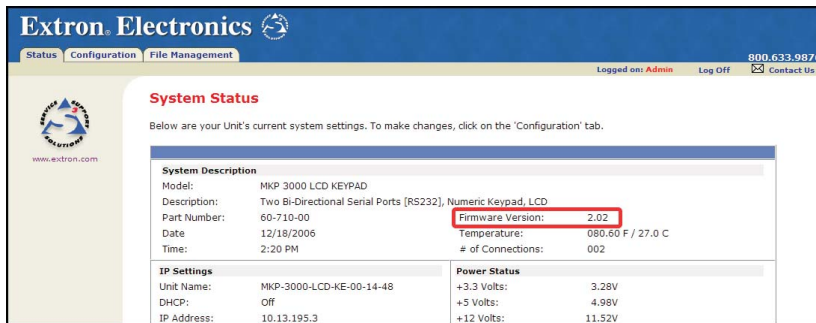 Extron. Electronics
Status Configuration File Management
800.633.987
Logged on: Admin Log Off Contact Us
SERVICE SUPPORT SOLUTIONS
www.extron.com
System Status
Below are your Unit's current system settings. To make changes, click on the 'Configuration' tab.
System Description
Model: MKP 3000 LCD KEYPAD
Description: Two Bi-Directional Serial Ports [RS232], Numeric Keypad, LCD
Part Number: 60-710-00 Firmware Version: 2.02
Date 12/18/2006 Temperature: 080.60 F / 27.0 C
Time: 2:20 PM # of Connections: 002
IP Settings Power Status
Unit Name: MKP-3000-LCD-KE-00-14-48 +3.3 Volts: 3.28V
DHCP: Off +5 Volts: 4.98V
IP Address: 10.13.195.3 +12 Volts: 11.52V